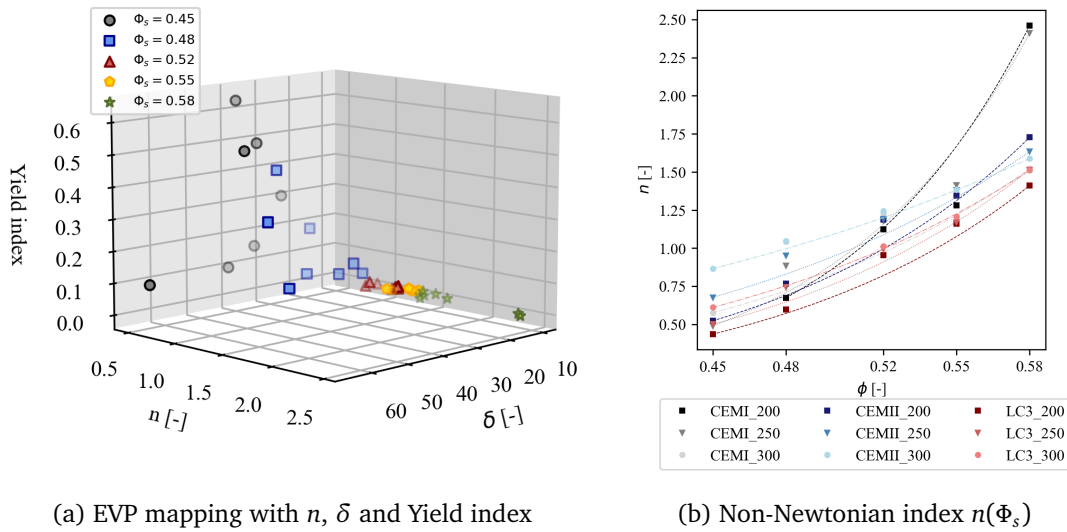 Φs = 0.45
Φs = 0.48
Φs = 0.52
Φs = 0.55
Φs = 0.58
Yield index
0.6
0.5
0.4
0.3
0.2
0.1
0.0
0.5 1.0 1.5 2.0 2.5
n [-]
60 50 40 30 20 10
δ [-]
(a) EVP mapping with n, δ and Yield index
n [-]
2.50
2.25
2.00
1.75
1.50
1.25
1.00
0.75
0.50
0.45 0.48 0.52 0.55 0.58
ϕ [-]
CEMI_200 CEMII_200 LC3_200
CEMI_250 CEMII_250 LC3_250
CEMI_300 CEMII_300 LC3_300
(b) Non-Newtonian index n(Φs)